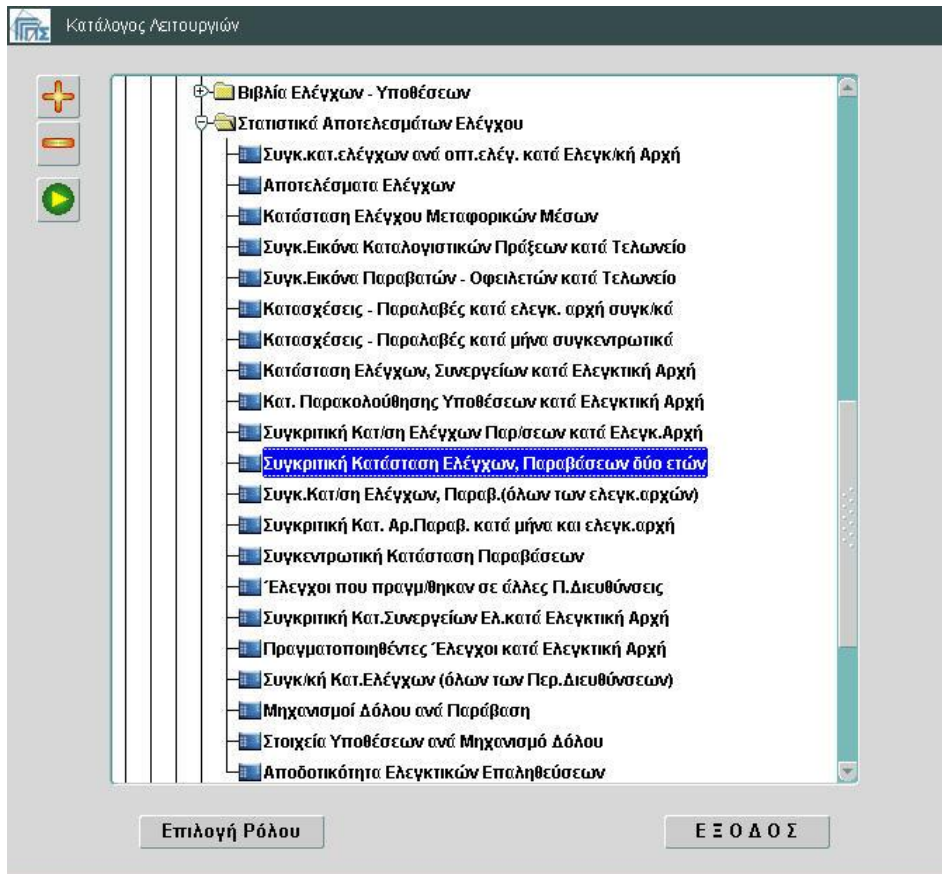 Κατάλογος Λειτουργιών
Βιβλία Ελέγχων - Υποθέσεων
Στατιστικά Αποτελεσμάτων Ελέγχου
Συγκ.κατ.ελέγχων ανά οπτ.ελέγ. κατά Ελεγκ/κή Αρχή
Αποτελέσματα Ελέγχων
Κατάσταση Ελέγχου Μεταφορικών Μέσων
Συγκ.Εικόνα Καταλογιστικών Πράξεων κατά Τελωνείο
Συγκ.Εικόνα Παραβατών - Οφειλετών κατά Τελωνείο
Κατασχέσεις - Παραλαβές κατά ελεγκ. αρχή συγκ/κά
Κατασχέσεις - Παραλαβές κατά μήνα συγκεντρωτικά
Κατάσταση Ελέγχων, Συνεργείων κατά Ελεγκτική Αρχή
Κατ. Παρακολούθησης Υποθέσεων κατά Ελεγκτική Αρχή
Συγκριτική Κατ/ση Ελέγχων Παρ/σεων κατά Ελεγκ.Αρχή
Συγκριτική Κατάσταση Ελέγχων, Παραβάσεων δύο ετών
Συγκ.Κατ/ση Ελέγχων, Παραβ.(όλων των ελεγκ.αρχών)
Συγκριτική Κατ. Αρ.Παραβ. κατά μήνα και ελεγκ.αρχή
Συγκεντρωτική Κατάσταση Παραβάσεων
Έλεγχοι που πραγμ/θηκαν σε άλλες Π.Διευθύνσεις
Συγκριτική Κατ.Συνεργείων Ελ.κατά Ελεγκτική Αρχή
Πραγματοποιηθέντες Έλεγχοι κατά Ελεγκτική Αρχή
Συγκ/κή Κατ.Ελέγχων (όλων των Περ.Διευθύνσεων)
Μηχανισμοί Δόλου ανά Παράβαση
Στοιχεία Υποθέσεων ανά Μηχανισμό Δόλου
Αποδοτικότητα Ελεγκτικών Επαληθεύσεων
Επιλογή Ρόλου
Ε Ξ Ο Δ Ο Σ